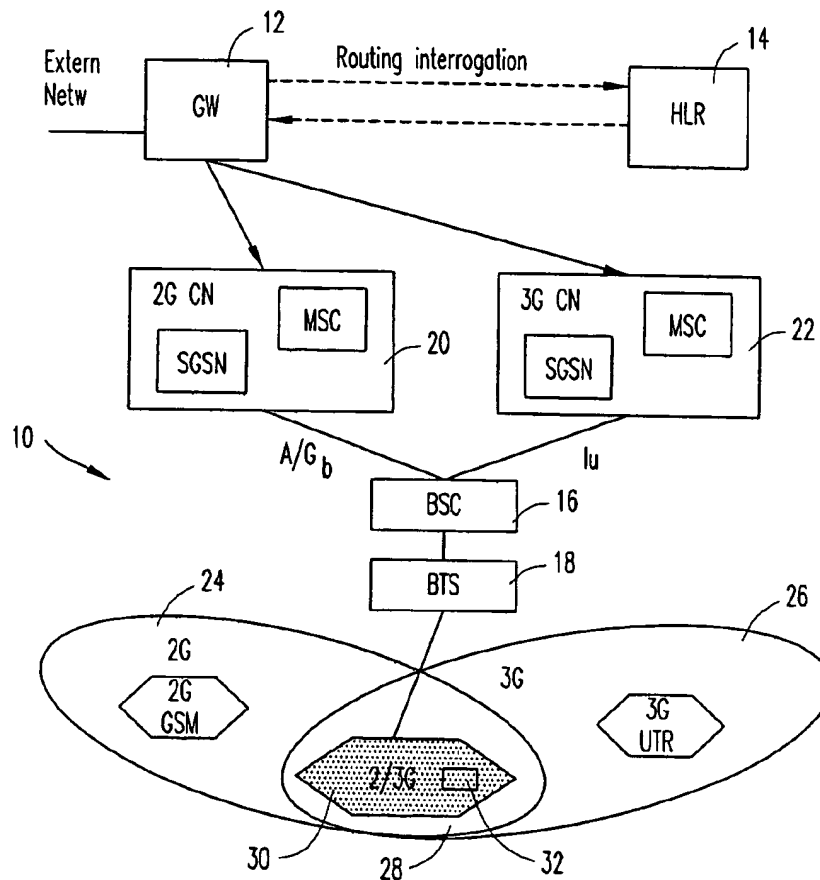 12
14
Extern
Netw
GW
Routing interrogation
HLR
2G CN
MSC
SGSN
20
3G CN
MSC
SGSN
22
10
A/Gb
Iu
BSC
16
BTS
18
24
26
2G
3G
2G
GSM
3G
UTR
2/3G
30
28
32